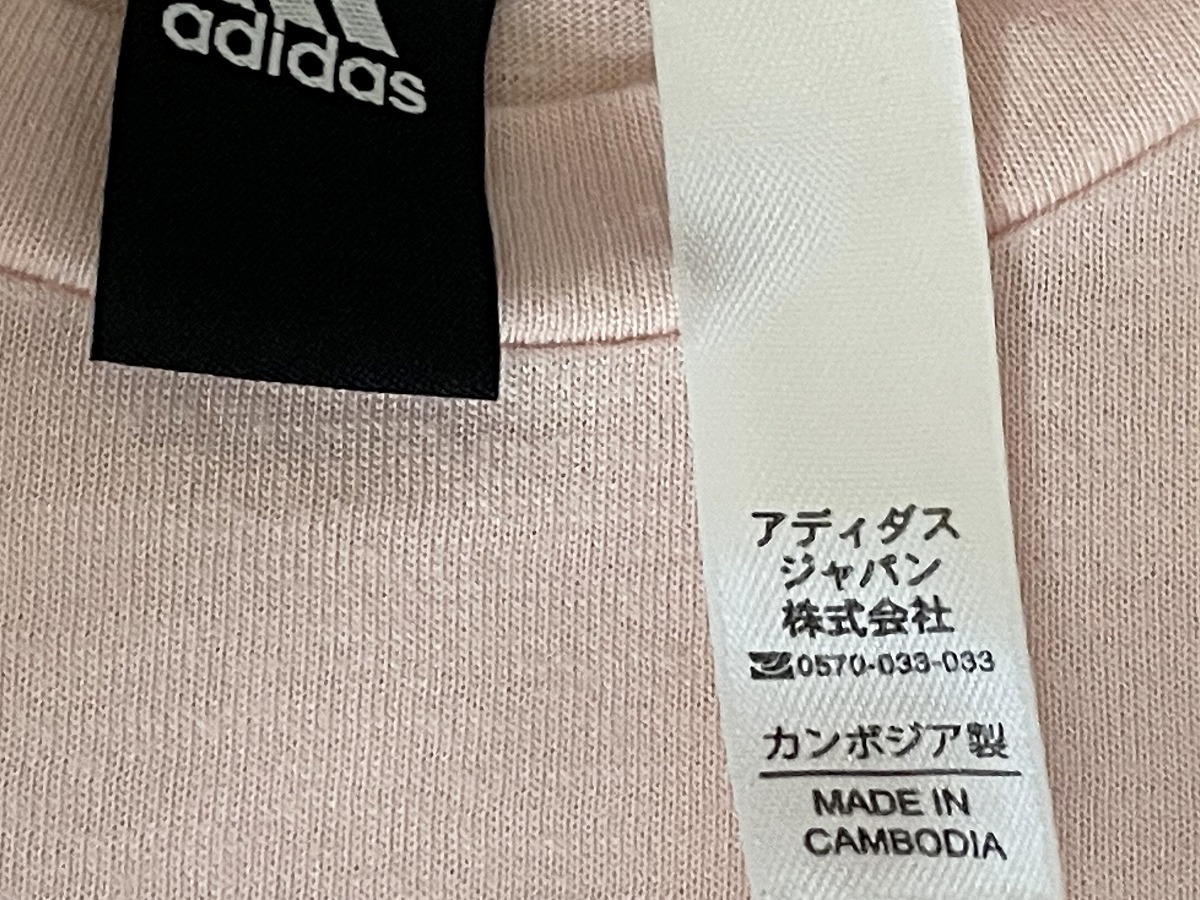 adidas
アディダス
ジャパン
株式会社
0570-033-033
カンボジア製
MADE IN
CAMBODIA